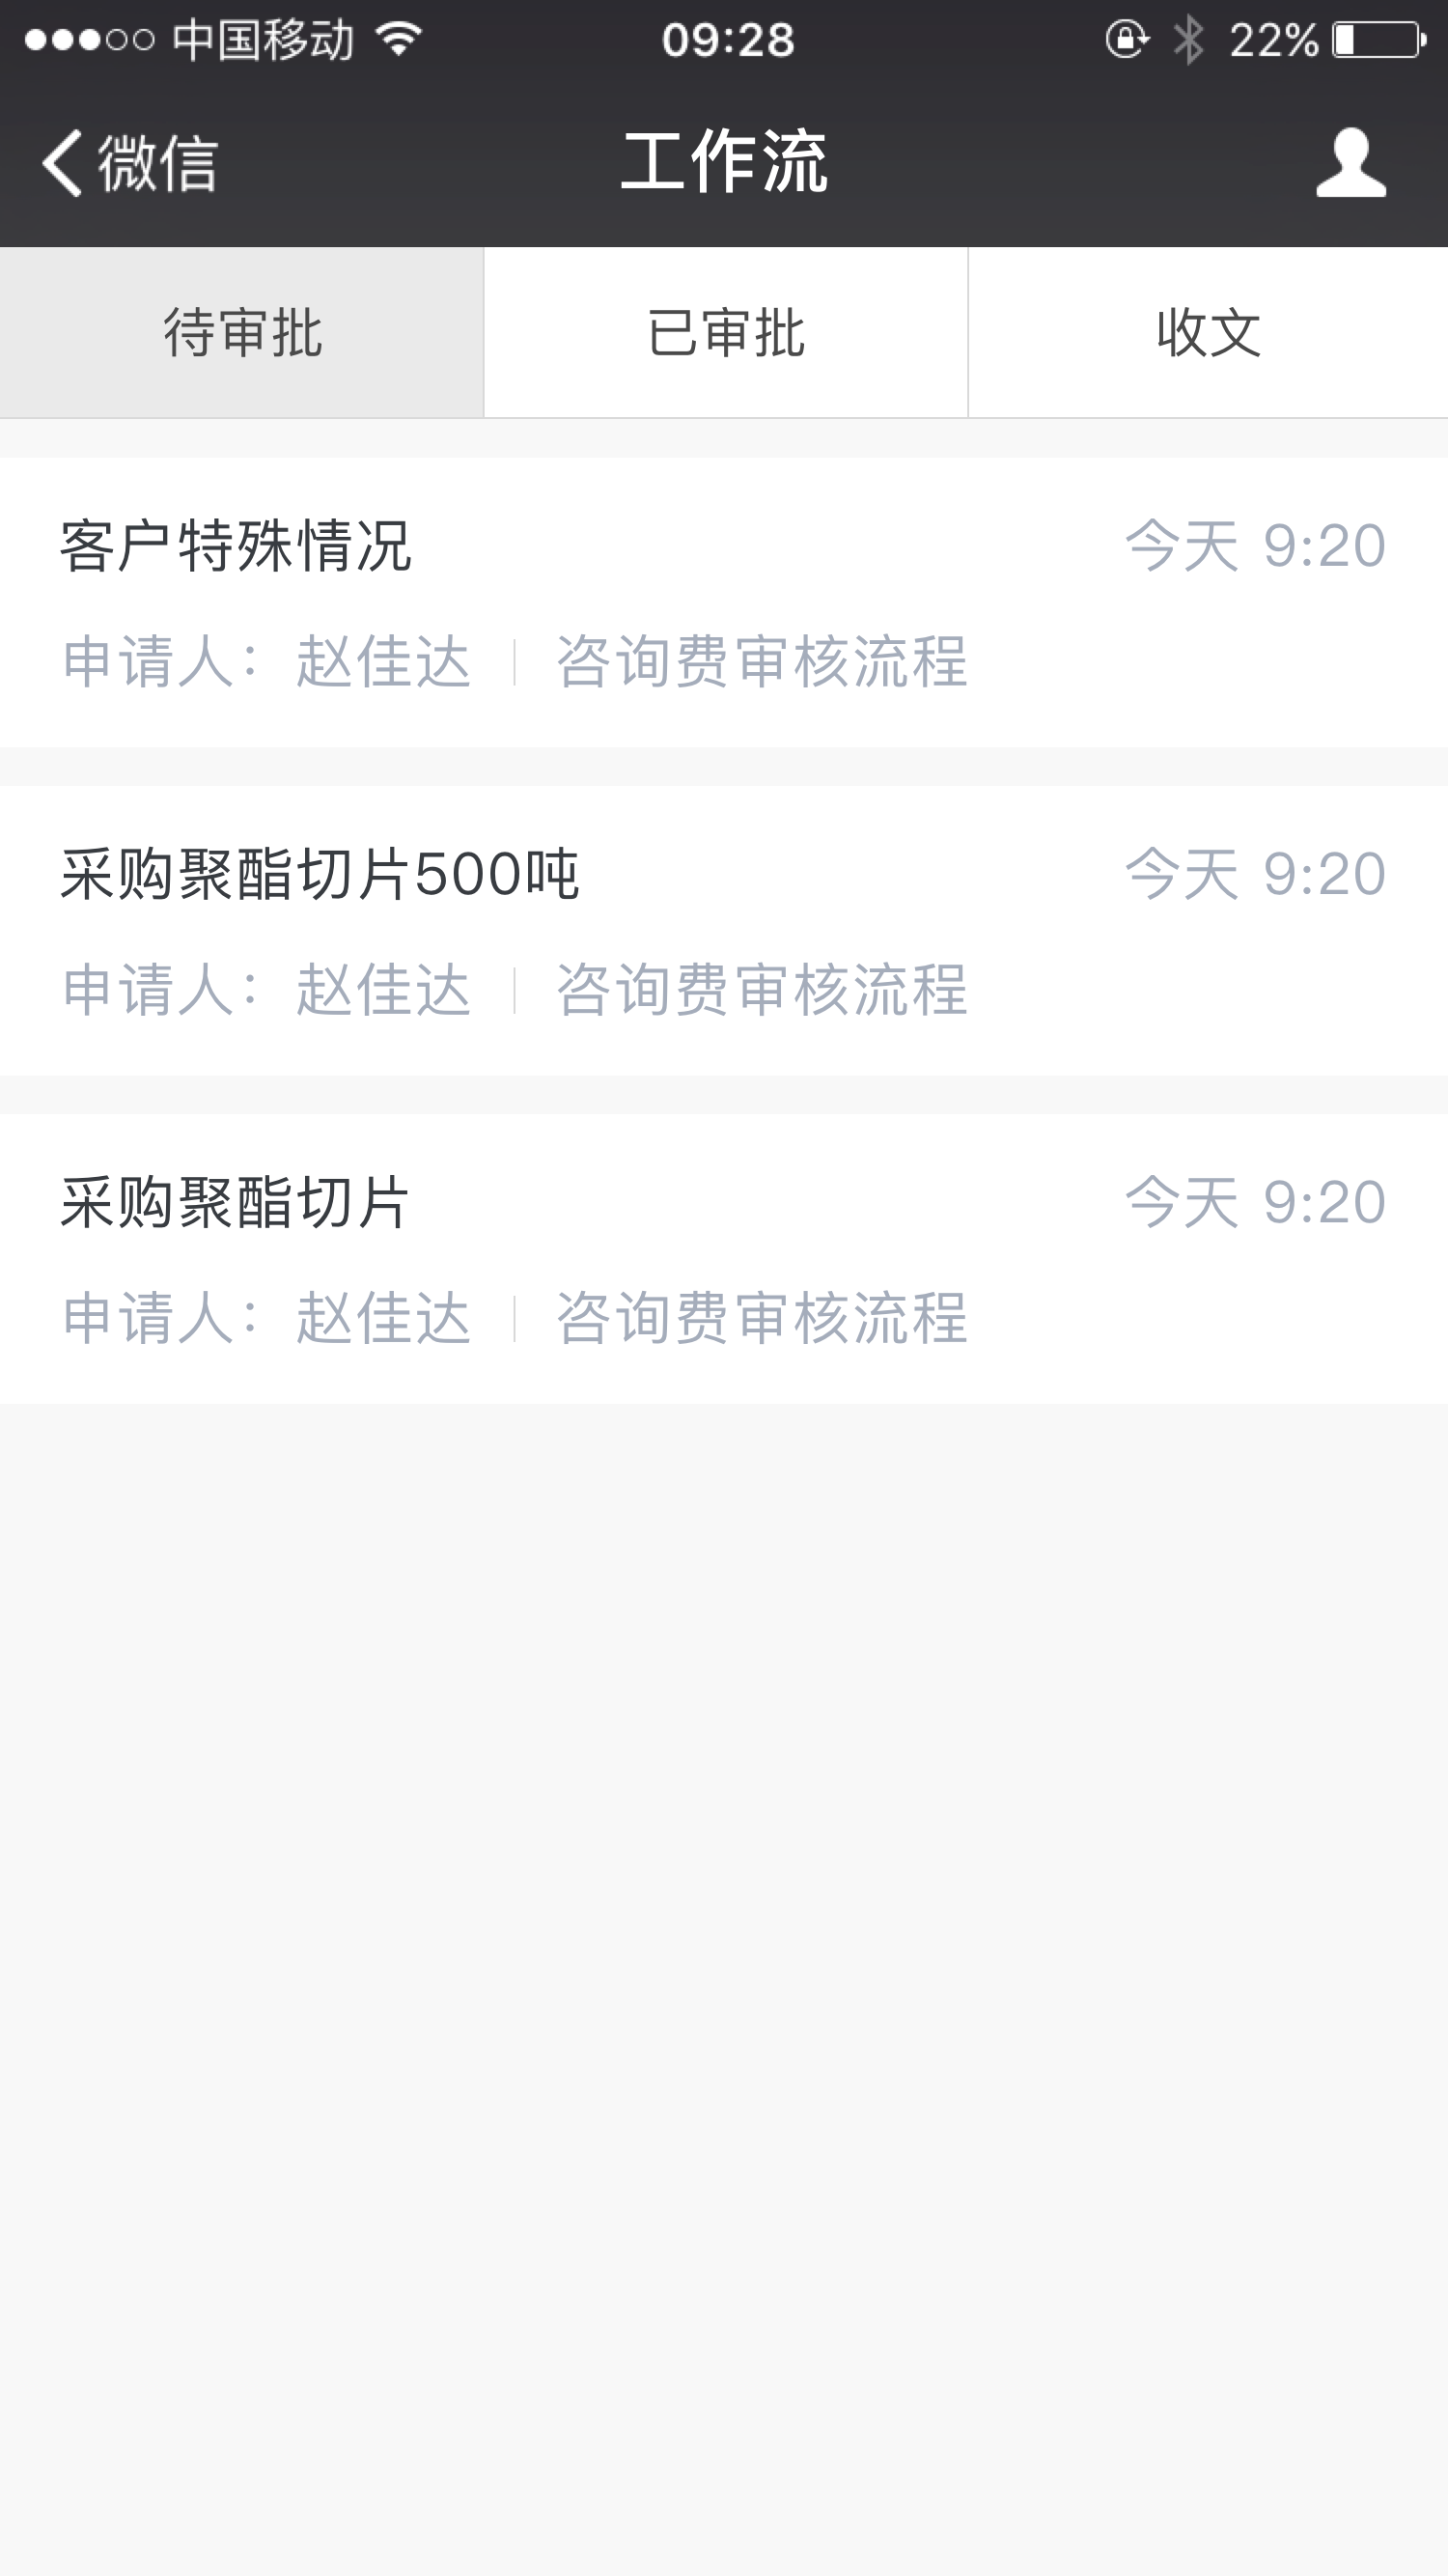 中国移动 09:28 22%
微信 工作流
待审批 已审批 收文
客户特殊情况 今天 9:20
申请人：赵佳达 | 咨询费审核流程
采购聚酯切片500吨 今天 9:20
申请人：赵佳达 | 咨询费审核流程
采购聚酯切片 今天 9:20
申请人：赵佳达 | 咨询费审核流程